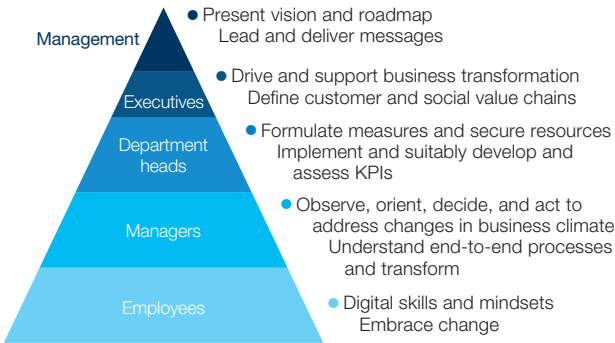 Management
● Present vision and roadmap
Lead and deliver messages
Executives
● Drive and support business transformation
Define customer and social value chains
Department
heads
● Formulate measures and secure resources
Implement and suitably develop and
assess KPIs
Managers
● Observe, orient, decide, and act to
address changes in business climate
Understand end-to-end processes
and transform
Employees
● Digital skills and mindsets
Embrace change